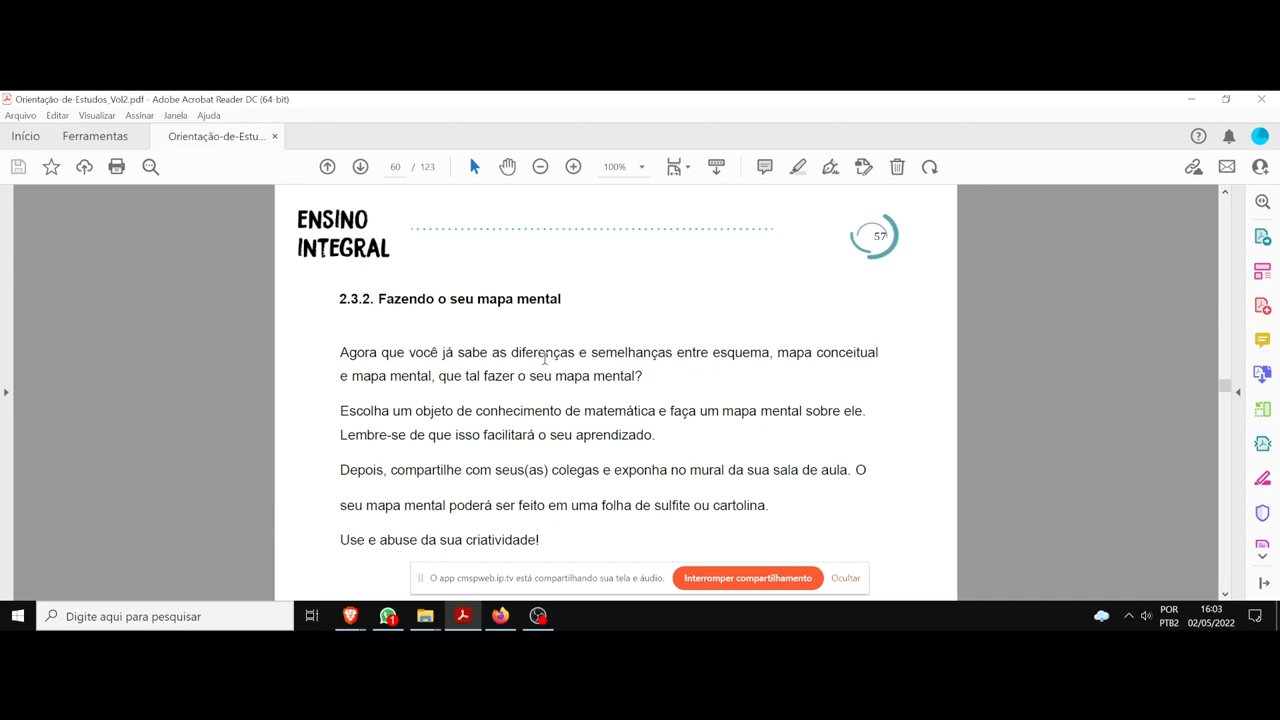 Orientação-de-Estudos_Vol2.pdf - Adobe Acrobat Reader DC (64-bit)
Arquivo Editar Visualizar Assinar Janela Ajuda
Início Ferramentas Orientação-de-Estu... ×
60 / 123 100%
ENSINO
INTEGRAL
57
2.3.2. Fazendo o seu mapa mental
Agora que você já sabe as diferenças e semelhanças entre esquema, mapa conceitual
e mapa mental, que tal fazer o seu mapa mental?
Escolha um objeto de conhecimento de matemática e faça um mapa mental sobre ele.
Lembre-se de que isso facilitará o seu aprendizado.
Depois, compartilhe com seus(as) colegas e exponha no mural da sua sala de aula. O
seu mapa mental poderá ser feito em uma folha de sulfite ou cartolina.
Use e abuse da sua criatividade!
O app cmspweb.ip.tv está compartilhando sua tela e áudio. Interromper compartilhamento Ocultar
Digite aqui para pesquisar
1
POR 16:03
PTB2 02/05/2022